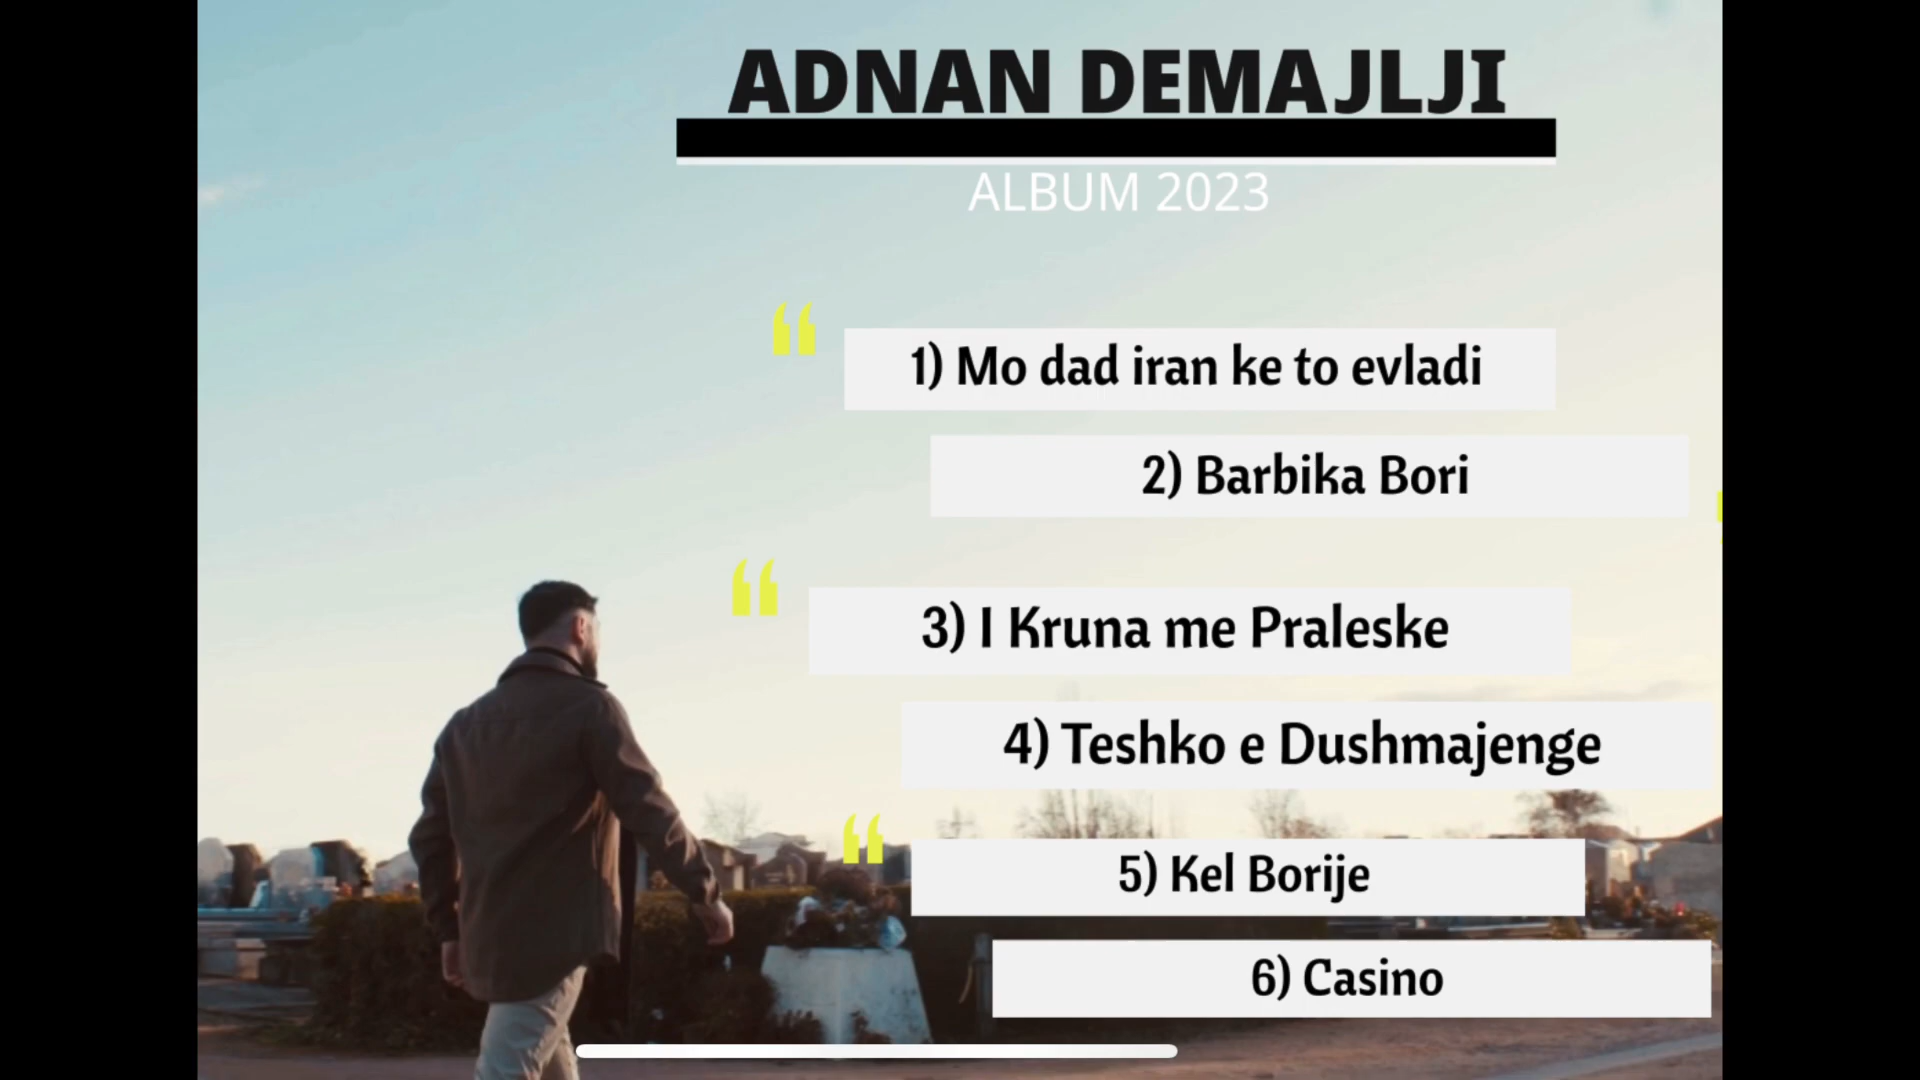 ADNAN DEMAJLJI
ALBUM 2023
1) Mo dad iran ke to evladi
2) Barbika Bori
3) I Kruna me Praleske
4) Teshko e Dushmajenge
5) Kel Borije
6) Casino